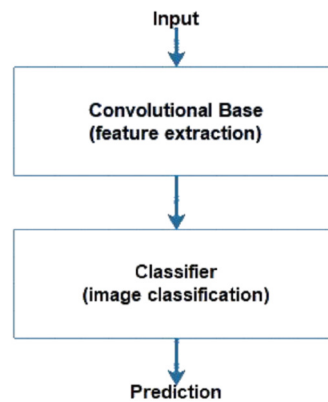 Input
Convolutional Base
(feature extraction)
Classifier
(image classification)
Prediction